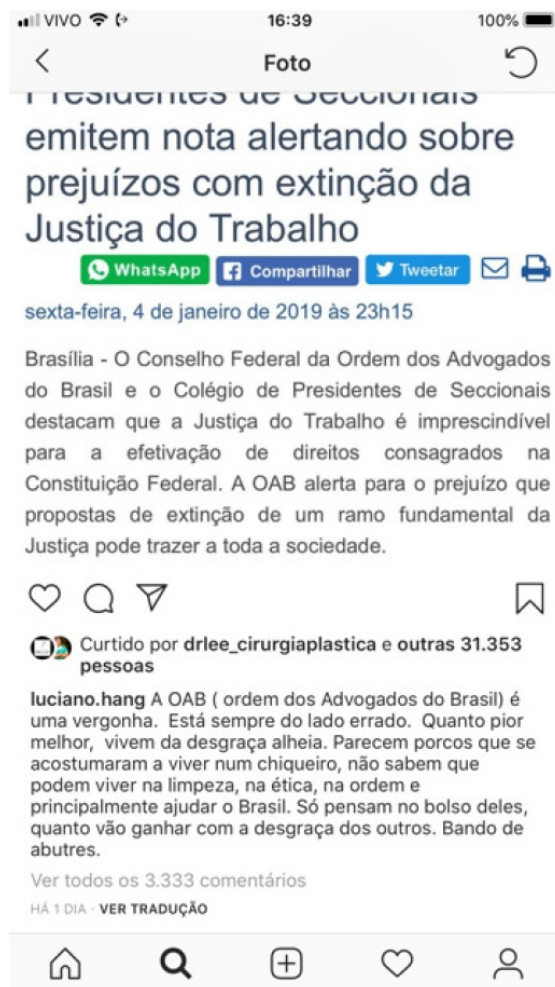 VIVO 16:39 100%
Foto
Presidentes de Seccionais
emitem nota alertando sobre
prejuízos com extinção da
Justiça do Trabalho
WhatsApp Compartilhar Tweetar
sexta-feira, 4 de janeiro de 2019 às 23h15
Brasília - O Conselho Federal da Ordem dos Advogados
do Brasil e o Colégio de Presidentes de Seccionais
destacam que a Justiça do Trabalho é imprescindível
para a efetivação de direitos consagrados na
Constituição Federal. A OAB alerta para o prejuízo que
propostas de extinção de um ramo fundamental da
Justiça pode trazer a toda a sociedade.
Curtido por drlee_cirurgiaplastica e outras 31.353
pessoas
luciano.hang A OAB ( ordem dos Advogados do Brasil) é
uma vergonha. Está sempre do lado errado. Quanto pior
melhor, vivem da desgraça alheia. Parecem porcos que se
acostumaram a viver num chiqueiro, não sabem que
podem viver na limpeza, na ética, na ordem e
principalmente ajudar o Brasil. Só pensam no bolso deles,
quanto vão ganhar com a desgraça dos outros. Bando de
abutres.
Ver todos os 3.333 comentários
HÁ 1 DIA · VER TRADUÇÃO